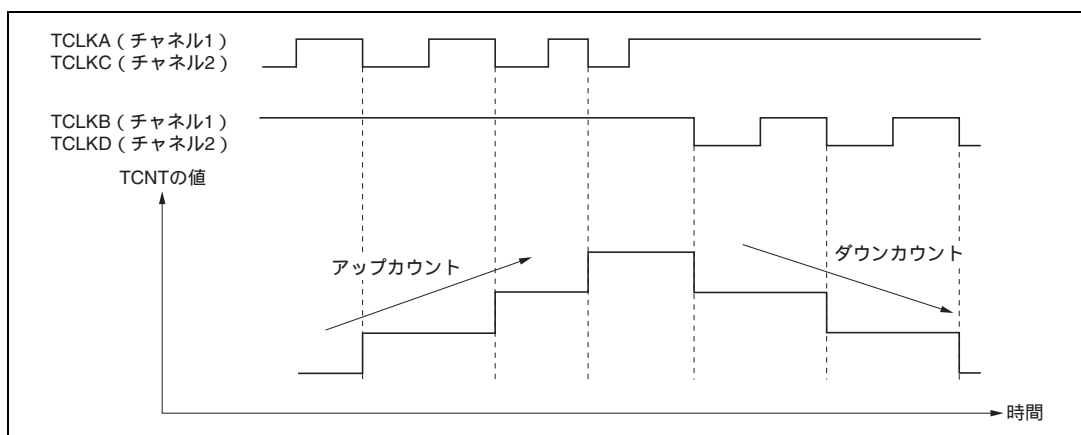 TCLKA（チャネル1）
TCLKC（チャネル2）
TCLKB（チャネル1）
TCLKD（チャネル2）
TCNTの値
アップカウント
ダウンカウント
時間